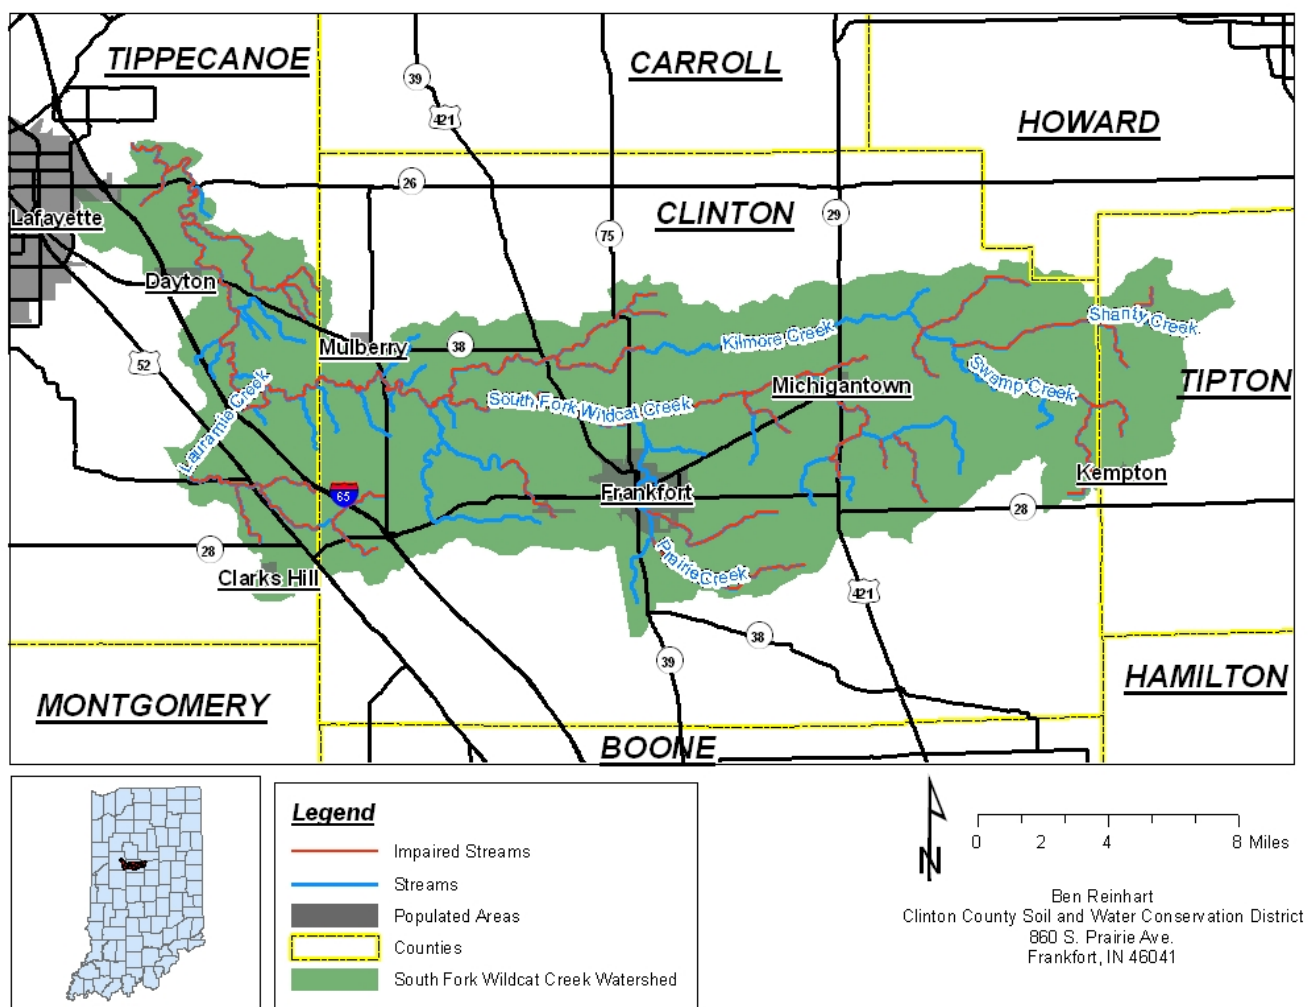 TIPPECANOE
CARROLL
39
421
HOWARD
26
CLINTON
29
Lafayette
75
Dayton
Shanty Creek
Kilmore Creek
Mulberry
38
52
Swamp Creek
Michigantown
TIPTON
South Fork Wildcat Creek
Lauramie Creek
Kempton
65
Frankfort
28
28
Prairie Creek
Clarks Hill
421
38
39
HAMILTON
MONTGOMERY
BOONE
Legend
Impaired Streams
Streams
Populated Areas
Counties
South Fork Wildcat Creek Watershed
N
0 2 4 8 Miles
Ben Reinhart
Clinton County Soil and Water Conservation District
860 S. Prairie Ave.
Frankfort, IN 46041